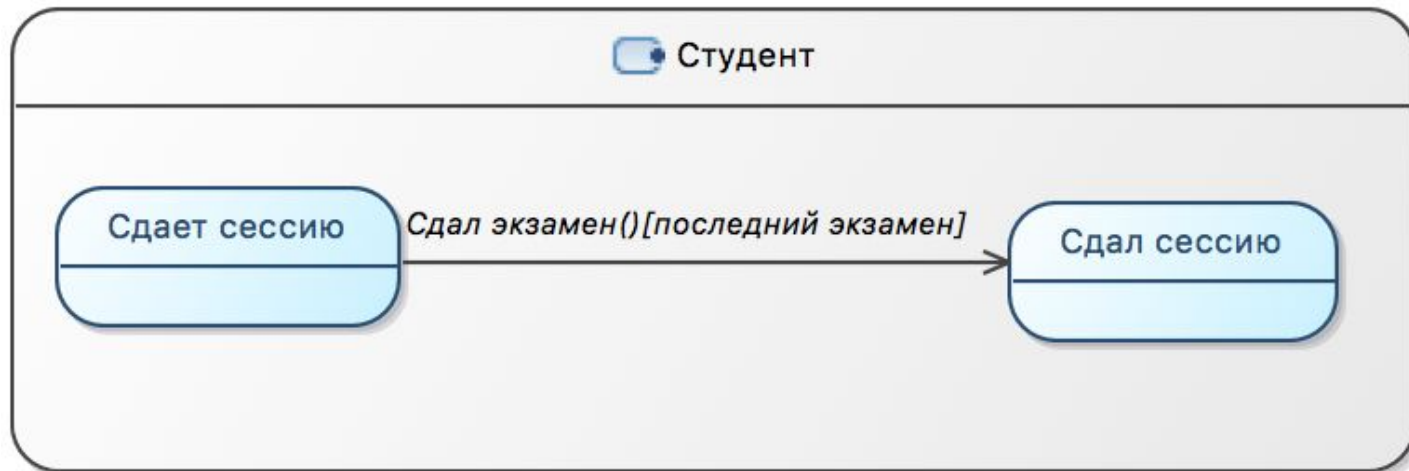 Студент
Сдает сессию
Сдал экзамен()[последний экзамен]
Сдал сессию